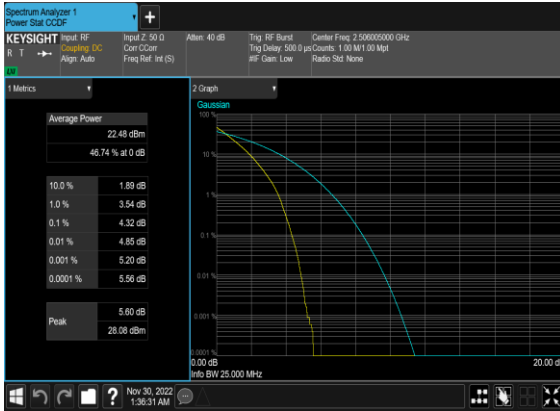 Spectrum Analyzer 1
Power Stat CCDF
KEYSIGHT
R T
LV
Input: RF
Coupling: DC
Align: Auto
Input Z: 50 Ω
Corr CCorr
Freq Ref: Int (S)
Atten: 40 dB
Trig: RF Burst
Trig Delay: 500.0 µs
#IF Gain: Low
Center Freq: 2.506005000 GHz
Counts: 1.00 M/1.00 Mpt
Radio Std: None
1 Metrics
Average Power
22.48 dBm
46.74 % at 0 dB
10.0 % 1.89 dB
1.0 % 3.54 dB
0.1 % 4.32 dB
0.01 % 4.85 dB
0.001 % 5.20 dB
0.0001 % 5.56 dB
Peak
5.60 dB
28.08 dBm
2 Graph
Gaussian
100 %
10 %
1 %
0.1 %
0.01 %
0.001 %
0.0001 %
0.00 dB
20.00 d
Info BW 25.000 MHz
?
Nov 30, 2022
1:36:31 AM